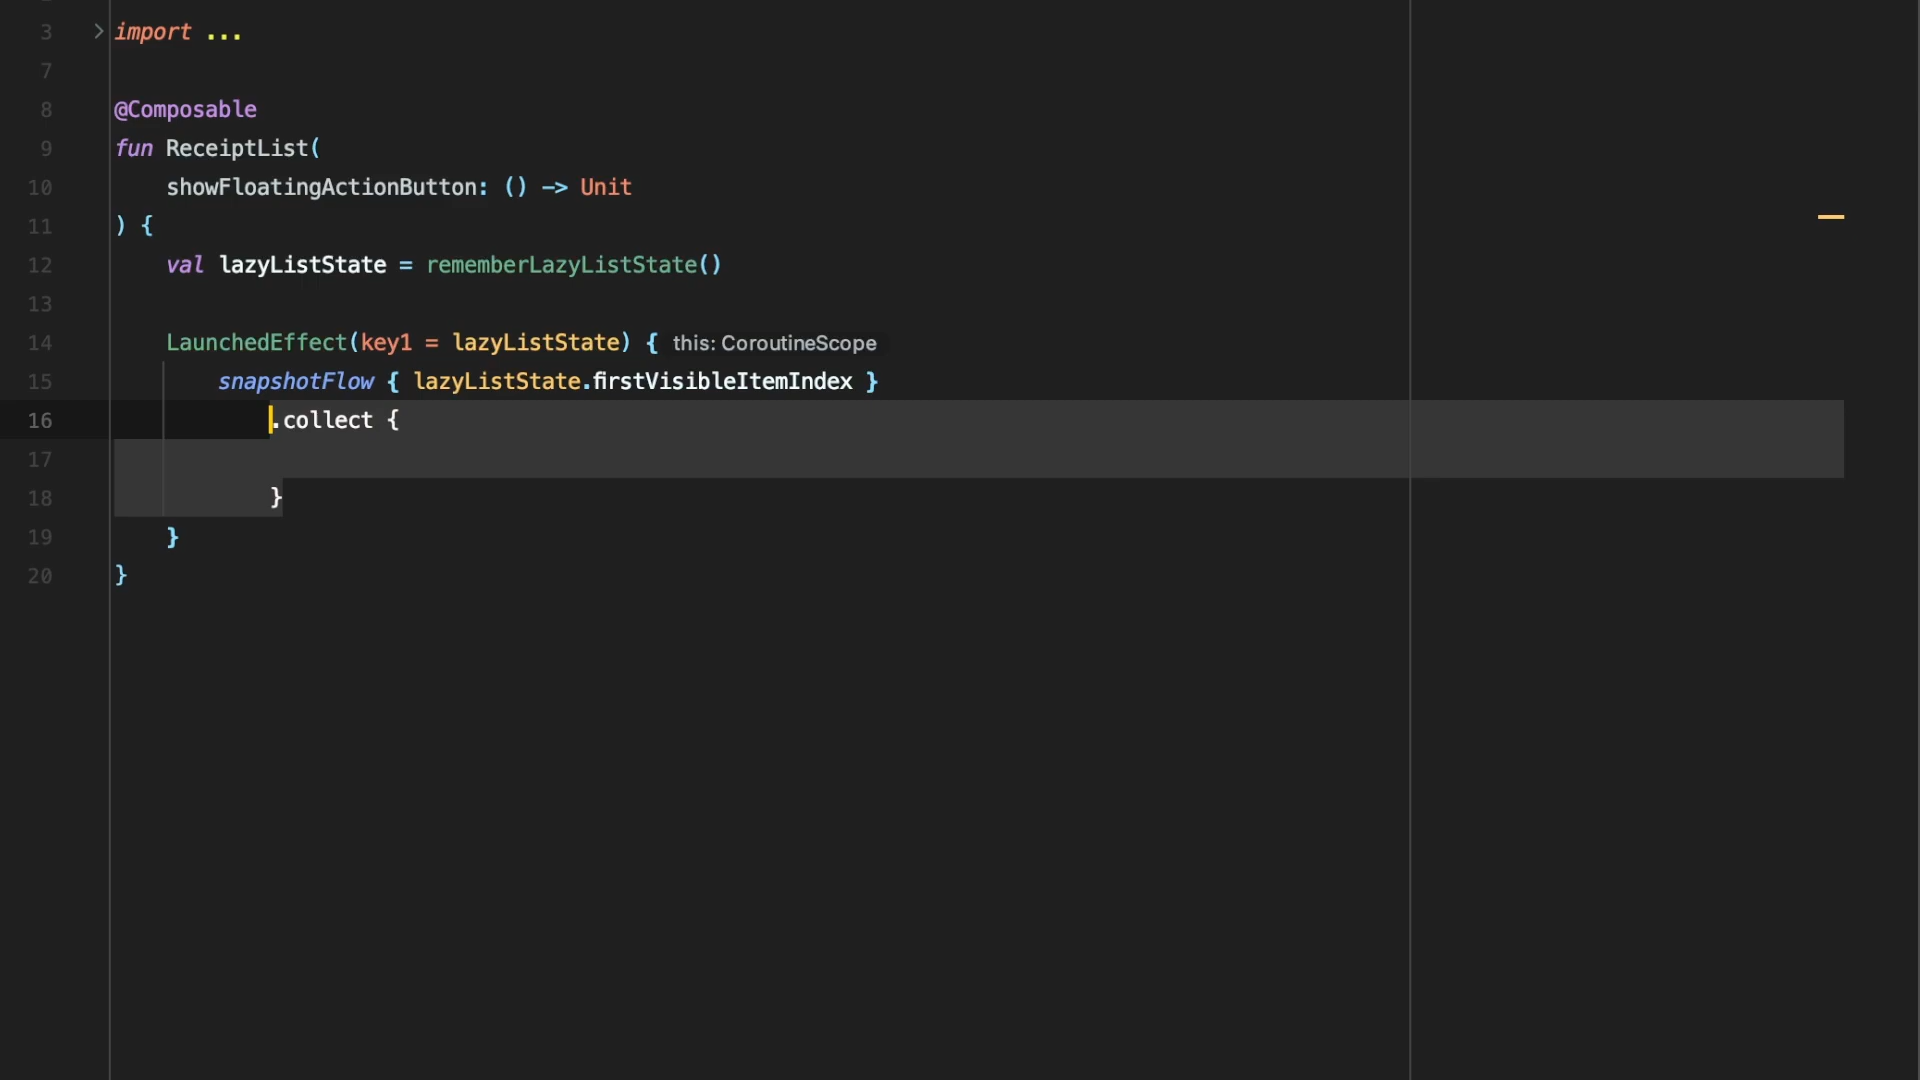 3 import ...
7
8 @Composable
9 fun ReceiptList(
10 showFloatingActionButton: () -> Unit
11 ) {
12 val lazyListState = rememberLazyListState()
13
14 LaunchedEffect(key1 = lazyListState) { this: CoroutineScope
15 snapshotFlow { lazyListState.firstVisibleItemIndex }
16 .collect {
17
18 }
19 }
20 }